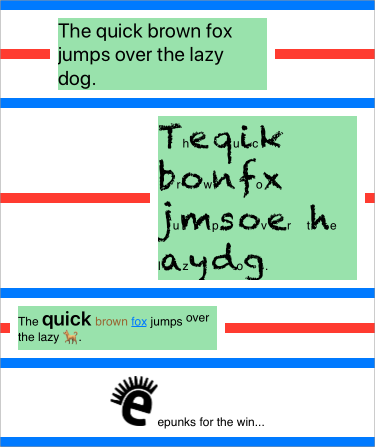 The quick brown fox
jumps over the lazy
dog.
The quick
brown fox
jumps over the
lazy dog.
The quick brown fox jumps over
the lazy 🐕.
epunks for the win...